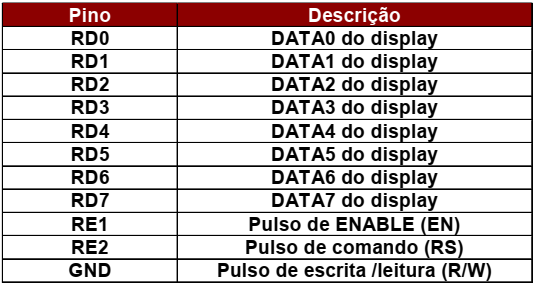 Pino Descrição
RD0 DATA0 do display
RD1 DATA1 do display
RD2 DATA2 do display
RD3 DATA3 do display
RD4 DATA4 do display
RD5 DATA5 do display
RD6 DATA6 do display
RD7 DATA7 do display
RE1 Pulso de ENABLE (EN)
RE2 Pulso de comando (RS)
GND Pulso de escrita /leitura (R/W)